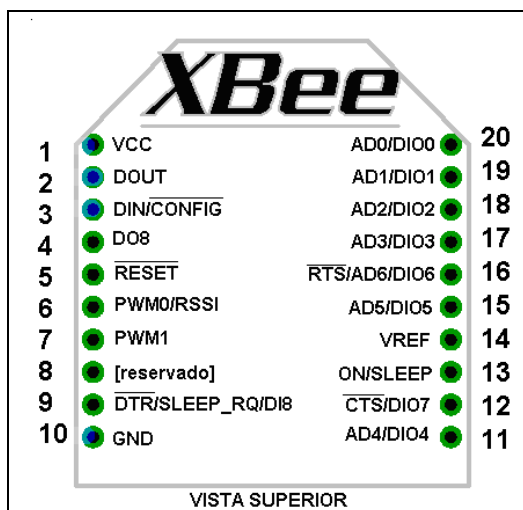 XBee
1 VCC AD0/DIO0 20
2 DOUT AD1/DIO1 19
3 DIN/CONFIG AD2/DIO2 18
4 DO8 AD3/DIO3 17
5 RESET RTS/AD6/DIO6 16
6 PWM0/RSSI AD5/DIO5 15
7 PWM1 VREF 14
8 [reservado] ON/SLEEP 13
9 DTR/SLEEP_RQ/DI8 CTS/DIO7 12
10 GND AD4/DIO4 11
VISTA SUPERIOR